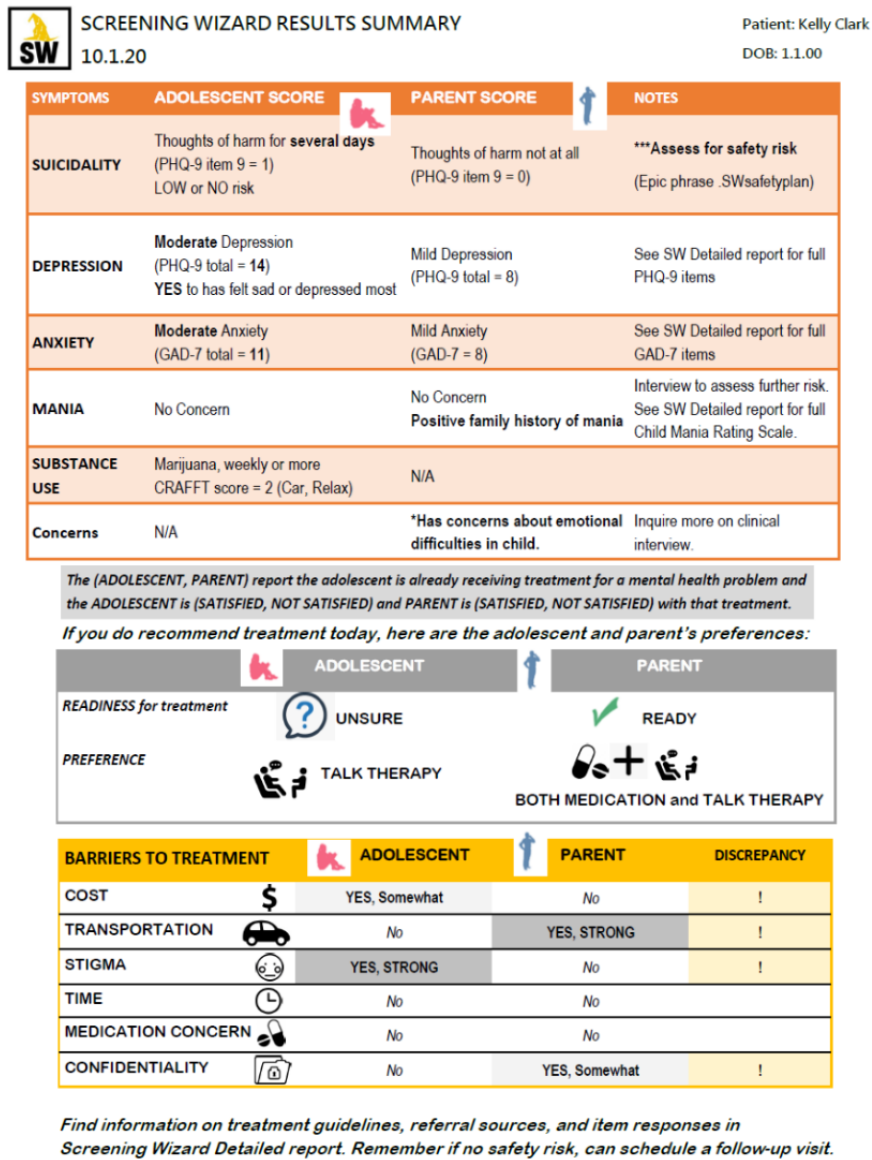 SW
SCREENING WIZARD RESULTS SUMMARY
10.1.20
Patient: Kelly Clark
DOB: 1.1.00
SYMPTOMS ADOLESCENT SCORE PARENT SCORE NOTES
SUICIDALITY
Thoughts of harm for several days
(PHQ-9 item 9 = 1)
LOW or NO risk
Thoughts of harm not at all
(PHQ-9 item 9 = 0)
***Assess for safety risk
(Epic phrase .SWsafetyplan)
DEPRESSION
Moderate Depression
(PHQ-9 total = 14)
YES to has felt sad or depressed most
Mild Depression
(PHQ-9 total = 8)
See SW Detailed report for full
PHQ-9 items
ANXIETY
Moderate Anxiety
(GAD-7 total = 11)
Mild Anxiety
(GAD-7 = 8)
See SW Detailed report for full
GAD-7 items
MANIA
No Concern
No Concern
Positive family history of mania
Interview to assess further risk.
See SW Detailed report for full
Child Mania Rating Scale.
SUBSTANCE
USE
Marijuana, weekly or more
CRAFFT score = 2 (Car, Relax)
N/A
Concerns
N/A
*Has concerns about emotional
difficulties in child.
Inquire more on clinical
interview.
The (ADOLESCENT, PARENT) report the adolescent is already receiving treatment for a mental health problem and
the ADOLESCENT is (SATISFIED, NOT SATISFIED) and PARENT is (SATISFIED, NOT SATISFIED) with that treatment.
If you do recommend treatment today, here are the adolescent and parent's preferences:
ADOLESCENT PARENT
READINESS for treatment
? UNSURE
READY
PREFERENCE
TALK THERAPY
BOTH MEDICATION and TALK THERAPY
BARRIERS TO TREATMENT ADOLESCENT PARENT DISCREPANCY
COST $ YES, Somewhat No !
TRANSPORTATION No YES, STRONG !
STIGMA YES, STRONG No !
TIME No No
MEDICATION CONCERN No No
CONFIDENTIALITY No YES, Somewhat !
Find information on treatment guidelines, referral sources, and item responses in
Screening Wizard Detailed report. Remember if no safety risk, can schedule a follow-up visit.